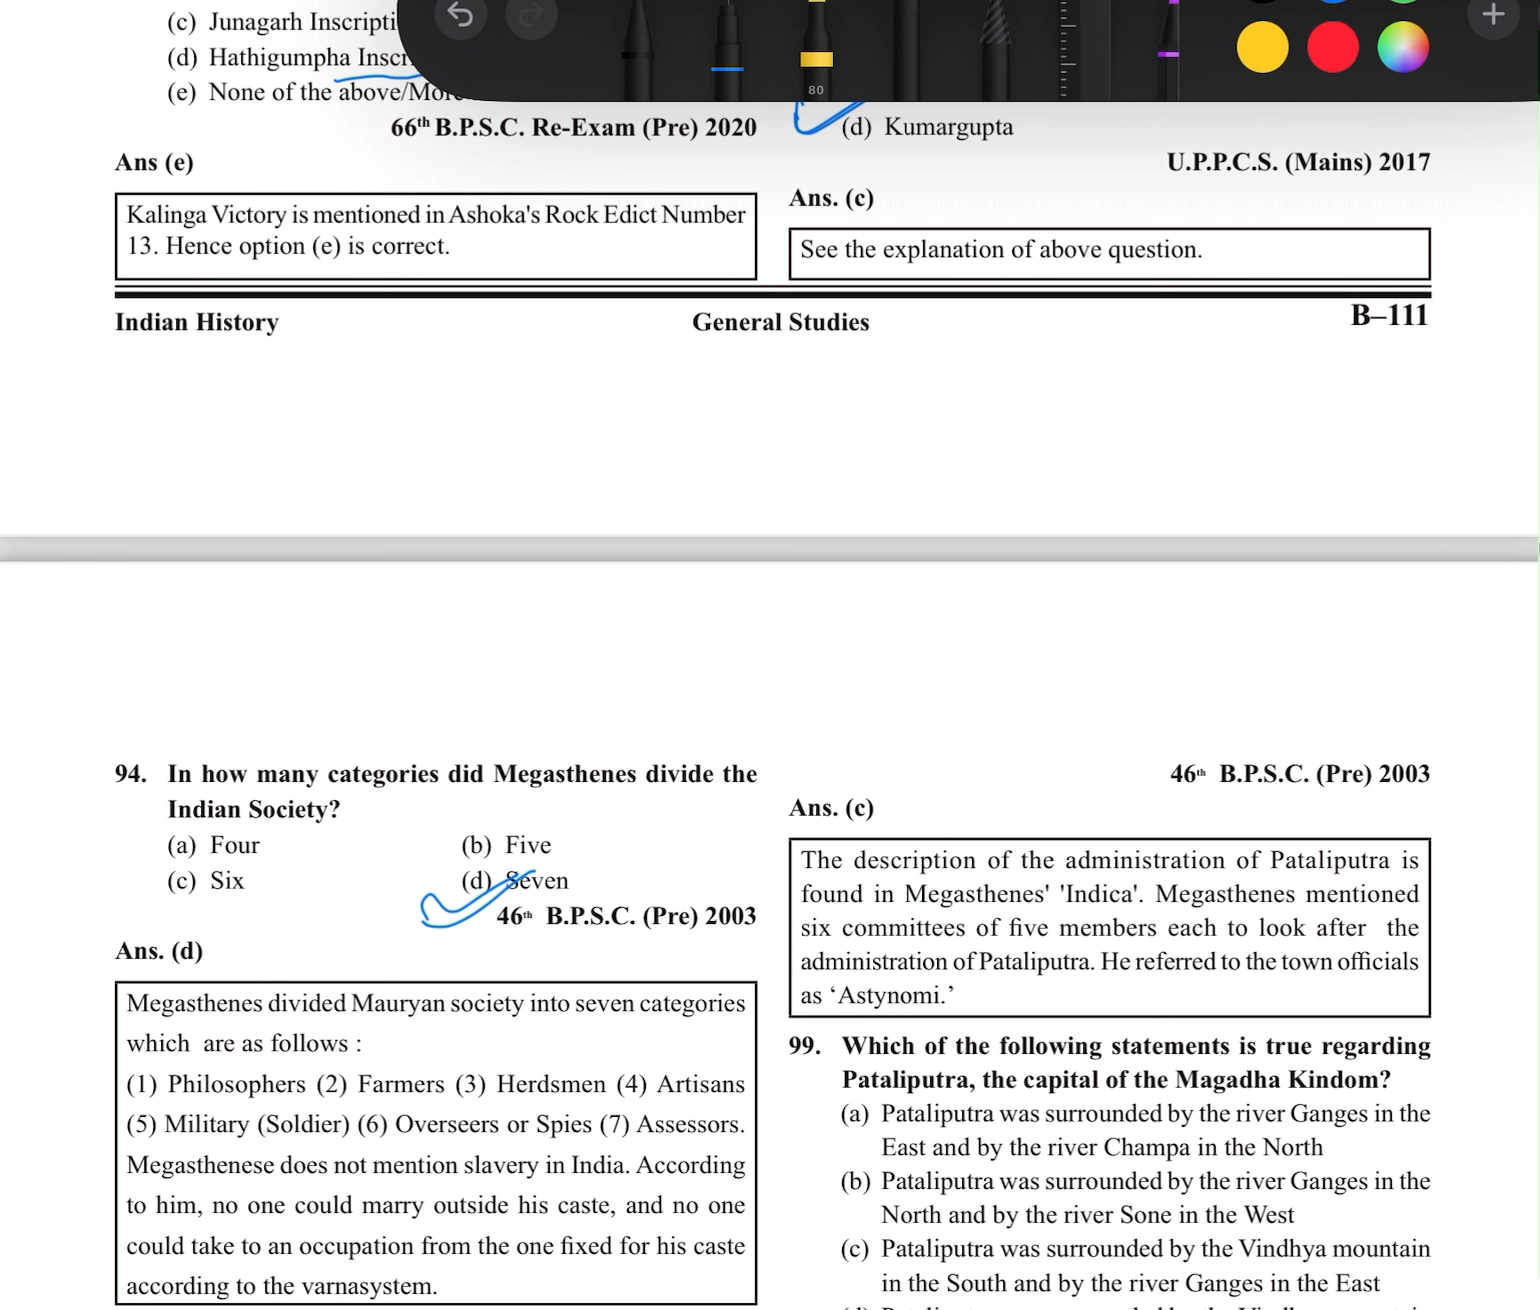 (c) Junagarh
(d) Hathigumpha
(e) None of the
66th B.P.S.C. Re-Exam (Pre) 2020
Ans (e)
Kalinga Victory is mentioned in Ashoka's Rock Edict Number
13. Hence option (e) is correct.
80
(d) Kumargupta
U.P.P.C.S. (Mains) 2017
Ans. (c)
See the explanation of above question.
Indian History General Studies B–111
94. In how many categories did Megasthenes divide the
Indian Society?
(a) Four (b) Five
(c) Six (d) Seven
46th B.P.S.C. (Pre) 2003
Ans. (d)
Megasthenes divided Mauryan society into seven categories
which are as follows :
(1) Philosophers (2) Farmers (3) Herdsmen (4) Artisans
(5) Military (Soldier) (6) Overseers or Spies (7) Assessors.
Megasthenese does not mention slavery in India. According
to him, no one could marry outside his caste, and no one
could take to an occupation from the one fixed for his caste
according to the varnasystem.
46th B.P.S.C. (Pre) 2003
Ans. (c)
The description of the administration of Pataliputra is
found in Megasthenes' 'Indica'. Megasthenes mentioned
six committees of five members each to look after the
administration of Pataliputra. He referred to the town officials
as ‘Astynomi.’
99. Which of the following statements is true regarding
Pataliputra, the capital of the Magadha Kindom?
(a) Pataliputra was surrounded by the river Ganges in the
East and by the river Champa in the North
(b) Pataliputra was surrounded by the river Ganges in the
North and by the river Sone in the West
(c) Pataliputra was surrounded by the Vindhya mountain
in the South and by the river Ganges in the East